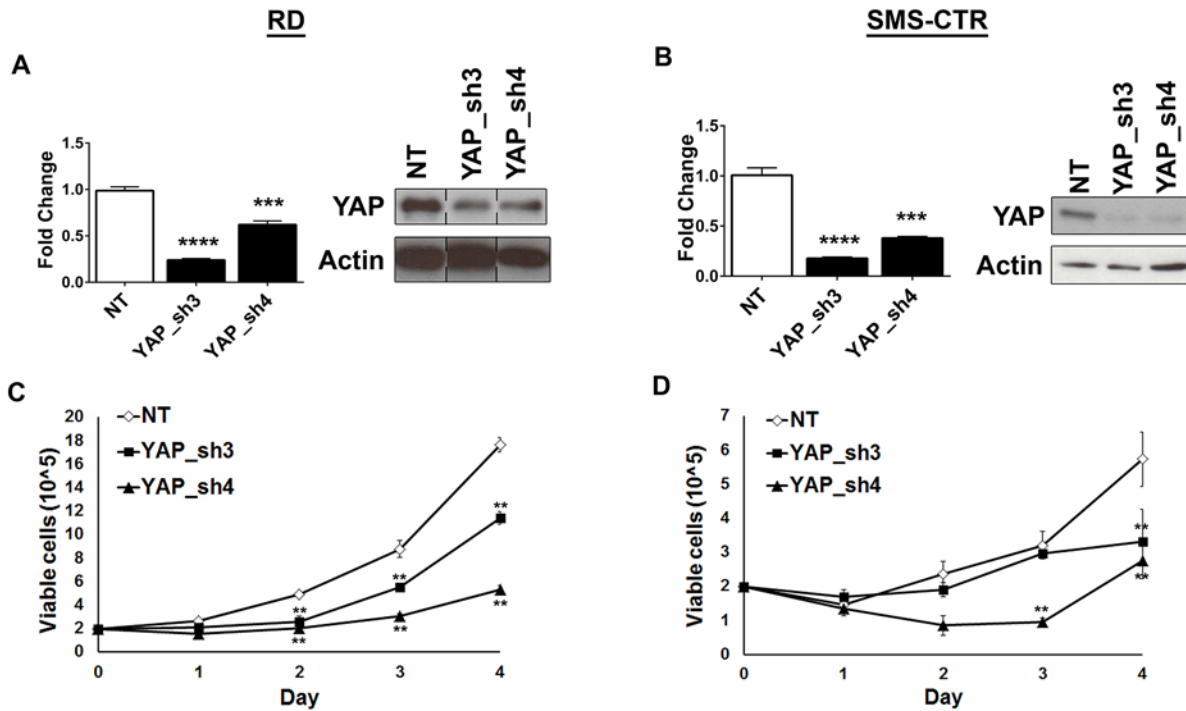 RD
SMS-CTR
A
Fold Change
1.5
1.0
0.5
0.0
****
***
NT
YAP_sh3
YAP_sh4
NT
YAP_sh3
YAP_sh4
YAP
Actin
B
Fold Change
1.5
1.0
0.5
0.0
****
***
NT
YAP_sh3
YAP_sh4
NT
YAP_sh3
YAP_sh4
YAP
Actin
C
Viable cells (10^5)
20
18
16
14
12
10
8
6
4
2
0
NT
YAP_sh3
YAP_sh4
**
**
**
**
**
**
0
1
2
3
4
Day
D
Viable cells (10^5)
7
6
5
4
3
2
1
0
NT
YAP_sh3
YAP_sh4
**
**
**
0
1
2
3
4
Day